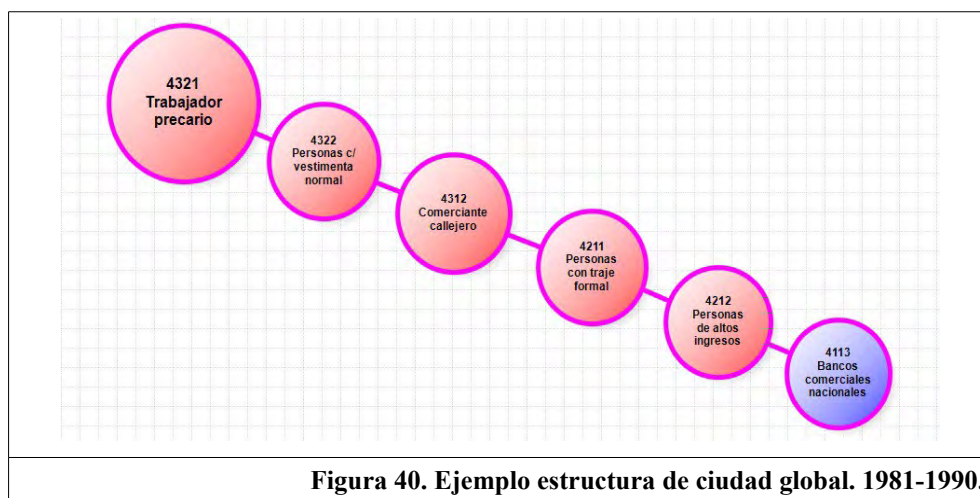 4321
Trabajador
precario
4322
Personas c/
vestimenta
normal
4312
Comerciante
callejero
4211
Personas
con traje
formal
4212
Personas
de altos
ingresos
4113
Bancos
comerciales
nacionales
Figura 40. Ejemplo estructura de ciudad global. 1981-1990.